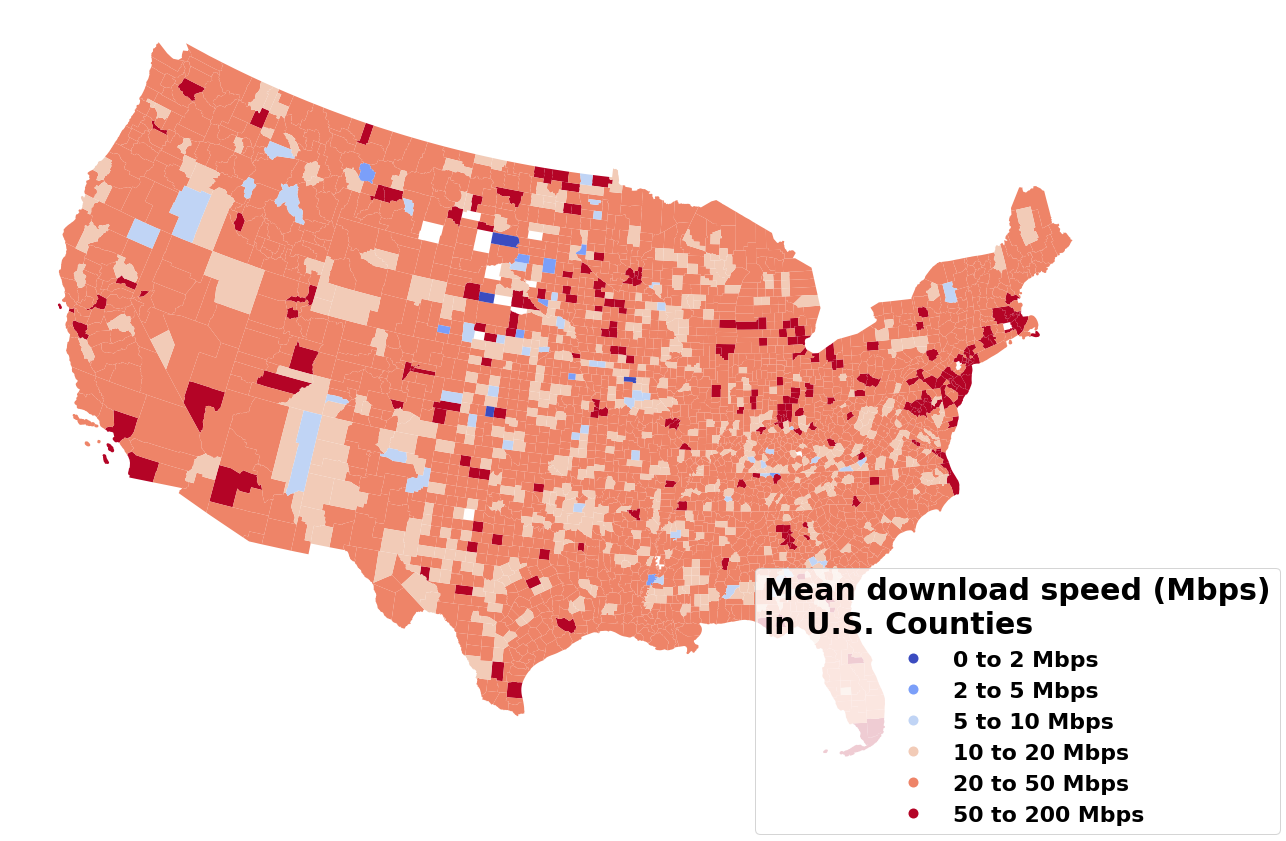 Mean download speed (Mbps)
in U.S. Counties
0 to 2 Mbps
2 to 5 Mbps
5 to 10 Mbps
10 to 20 Mbps
20 to 50 Mbps
50 to 200 Mbps